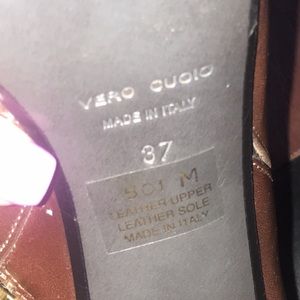 VERO CUOIO
MADE IN ITALY
37
M
LEATHER UPPER
LEATHER SOLE
MADE IN ITALY